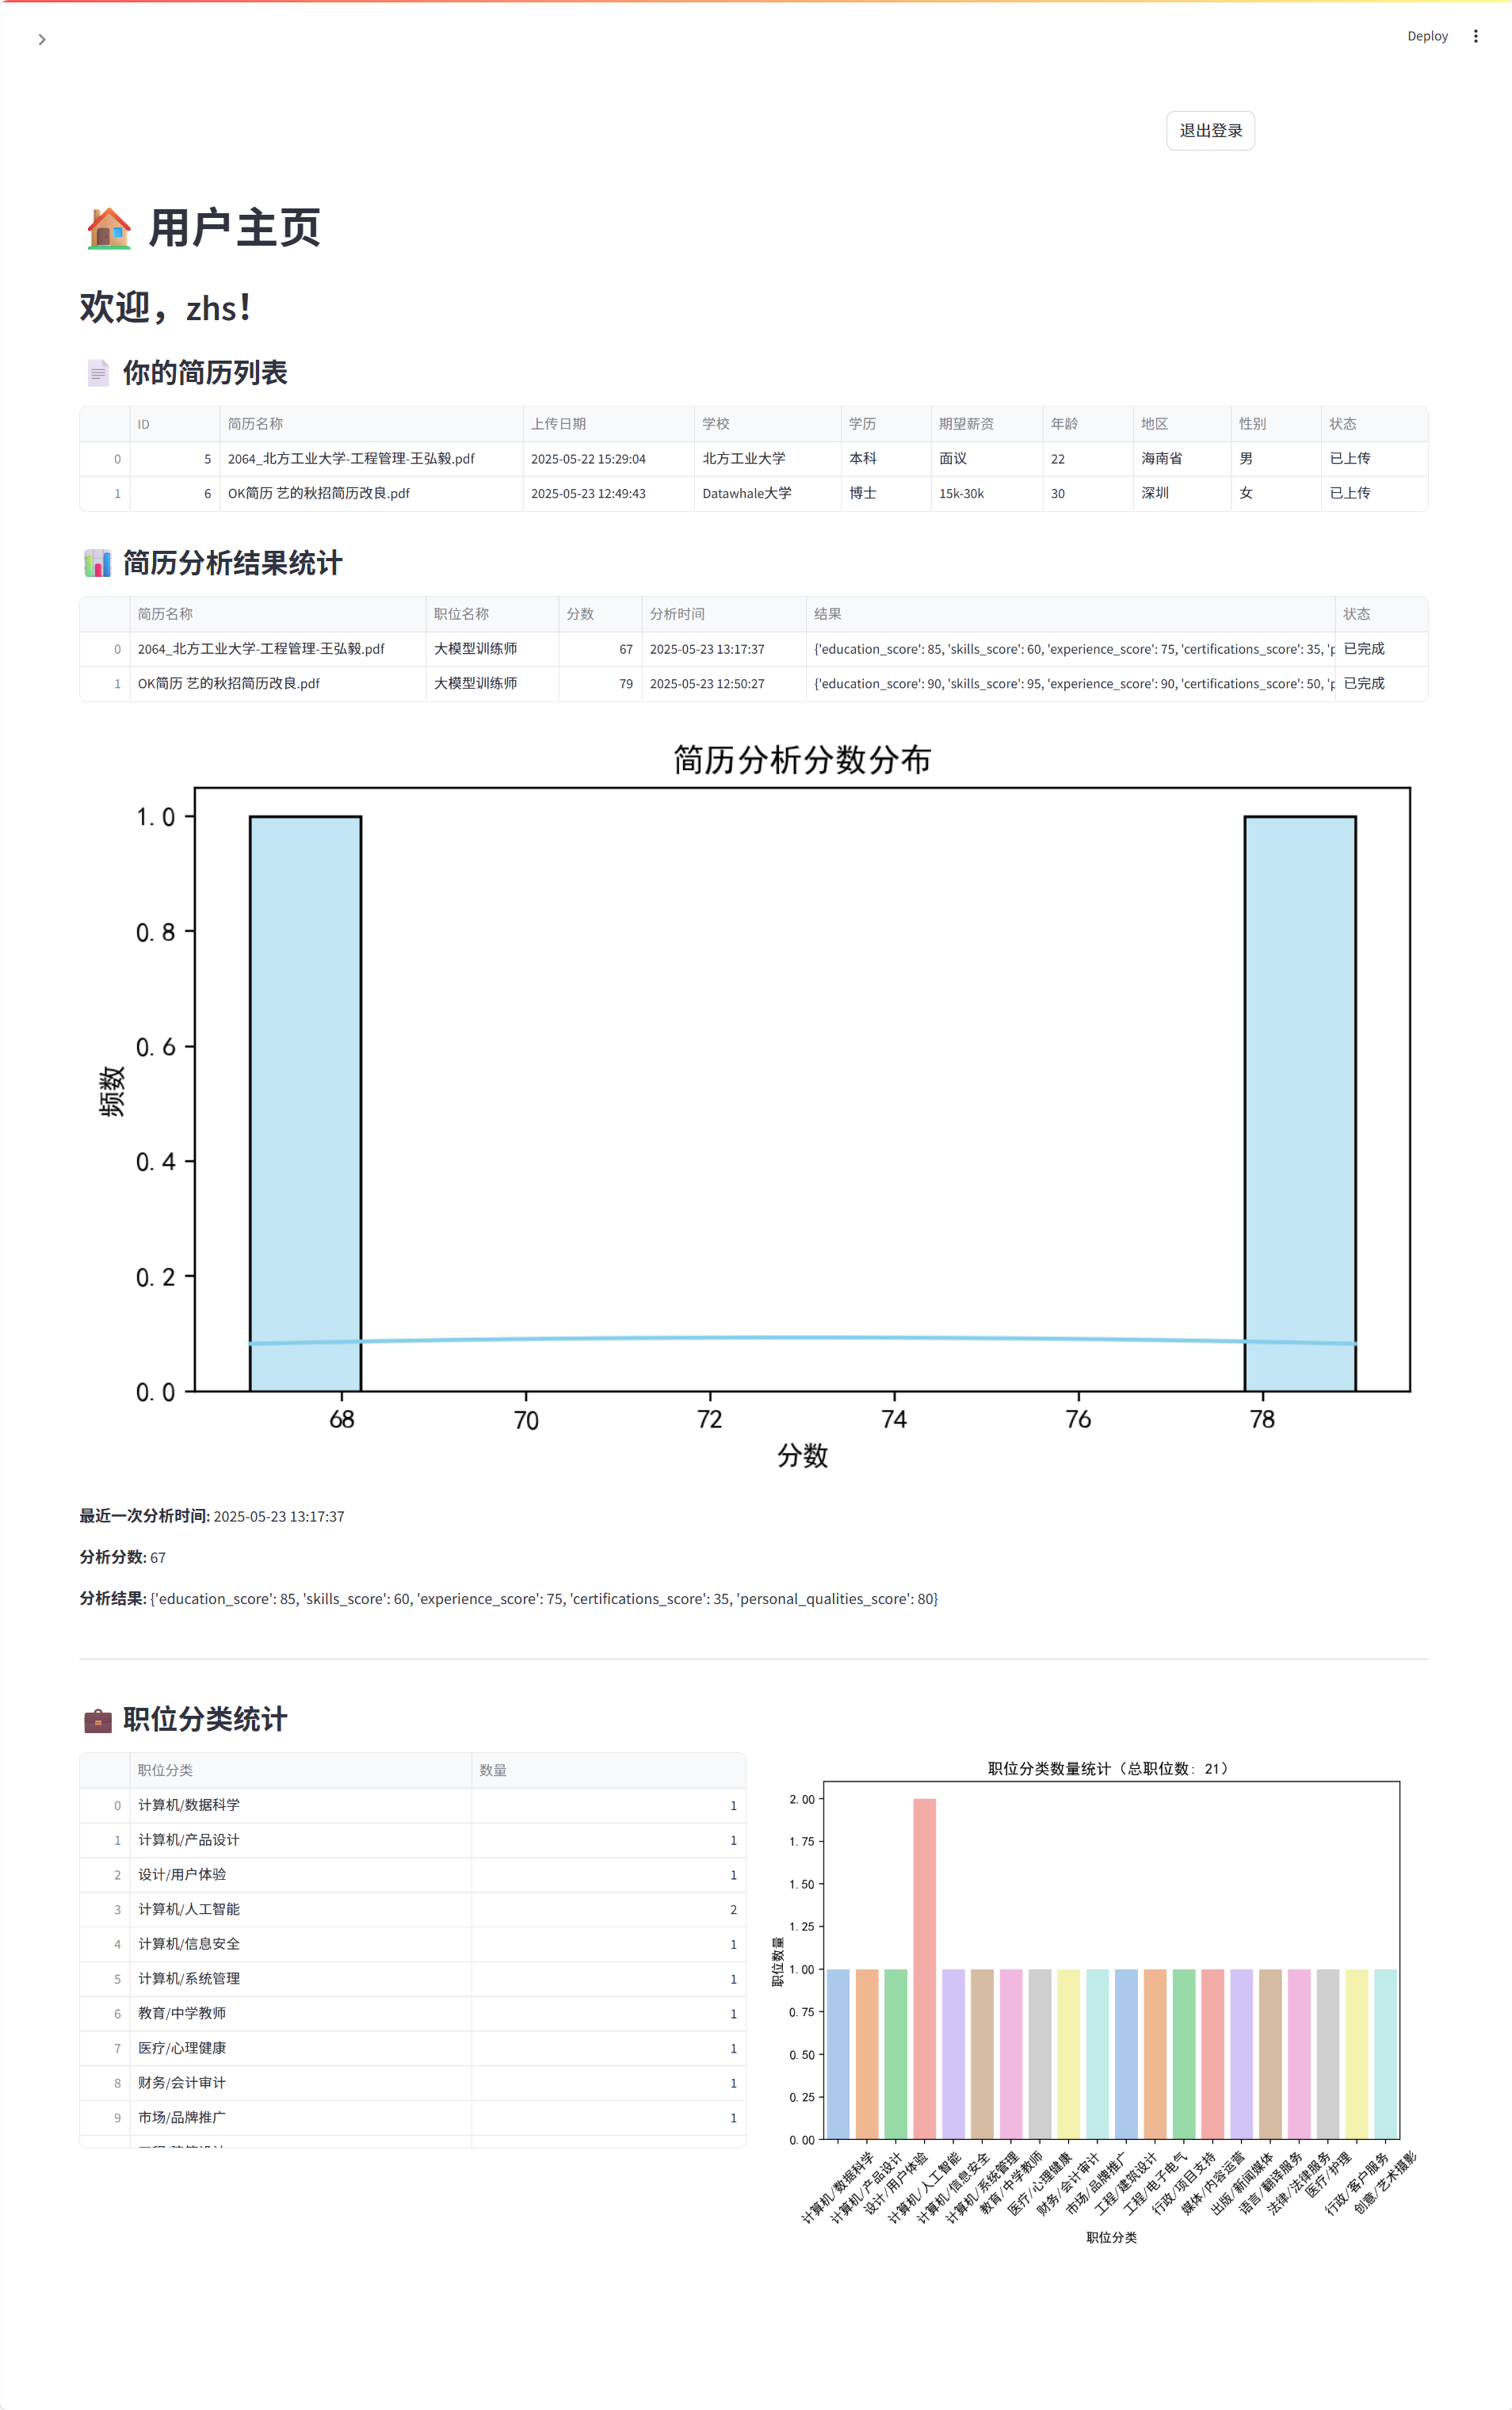 Deploy
退出登录
用户主页
欢迎，zhs！
你的简历列表
ID 简历名称 上传日期 学校 学历 期望薪资 年龄 地区 性别 状态
0 5 2064_北方工业大学-工程管理-王弘毅.pdf 2025-05-22 15:29:04 北方工业大学 本科 面议 22 海南省 男 已上传
1 6 OK简历 艺的秋招简历改良.pdf 2025-05-23 12:49:43 Datawhale大学 博士 15k-30k 30 深圳 女 已上传
简历分析结果统计
简历名称 职位名称 分数 分析时间 结果 状态
0 2064_北方工业大学-工程管理-王弘毅.pdf 大模型训练师 67 2025-05-23 13:17:37 {'education_score': 85, 'skills_score': 60, 'experience_score': 75, 'certifications_score': 35, 'p 已完成
1 OK简历 艺的秋招简历改良.pdf 大模型训练师 79 2025-05-23 12:50:27 {'education_score': 90, 'skills_score': 95, 'experience_score': 90, 'certifications_score': 50, 'p 已完成
简历分析分数分布
1.0
0.8
0.6
频数
0.4
0.2
0.0
68 70 72 74 76 78
分数
最近一次分析时间: 2025-05-23 13:17:37
分析分数: 67
分析结果: {'education_score': 85, 'skills_score': 60, 'experience_score': 75, 'certifications_score': 35, 'personal_qualities_score': 80}
职位分类统计
职位分类 数量
0 计算机/数据科学 1
1 计算机/产品设计 1
2 设计/用户体验 1
3 计算机/人工智能 2
4 计算机/信息安全 1
5 计算机/系统管理 1
6 教育/中学教师 1
7 医疗/心理健康 1
8 财务/会计审计 1
9 市场/品牌推广 1
职位分类数量统计（总职位数: 21）
2.00
1.75
1.50
1.25
职位数量
1.00
0.75
0.50
0.25
0.00
计算机/数据科学
计算机/产品设计
设计/用户体验
计算机/人工智能
计算机/信息安全
计算机/系统管理
教育/中学教师
医疗/心理健康
财务/会计审计
市场/品牌推广
工程/建筑设计
工程/电子电气
行政/项目支持
媒体/内容运营
出版/新闻媒体
语言/翻译服务
法律/法律服务
医疗/护理
行政/客户服务
创意/艺术摄影
职位分类